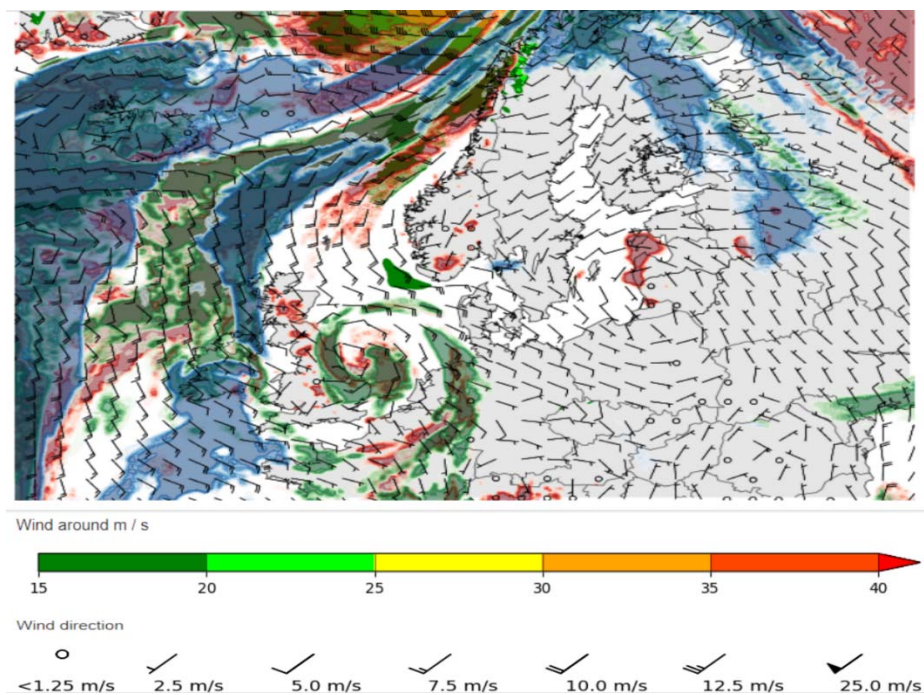 Wind around m / s
15 20 25 30 35 40
Wind direction
<1.25 m/s 2.5 m/s 5.0 m/s 7.5 m/s 10.0 m/s 12.5 m/s 25.0 m/s